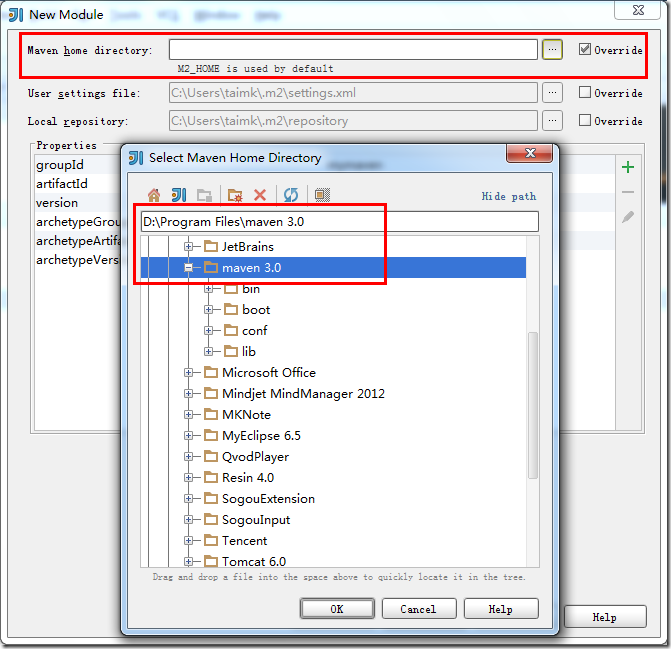 New Module
Maven home directory:
Override
M2_HOME is used by default
User settings file:
C:\Users\taimk\.m2\settings.xml
Override
Local repository:
C:\Users\taimk\.m2\repository
Override
Properties
groupId
artifactId
version
archetypeGrou
archetypeArtifa
archetypeVers
Select Maven Home Directory
Hide path
D:\Program Files\maven 3.0
JetBrains
maven 3.0
bin
boot
conf
lib
Microsoft Office
Mindjet MindManager 2012
MKNote
MyEclipse 6.5
QvodPlayer
Resin 4.0
SogouExtension
SogouInput
Tencent
Tomcat 6.0
Drag and drop a file into the space above to quickly locate it in the tree.
OK
Cancel
Help
Help